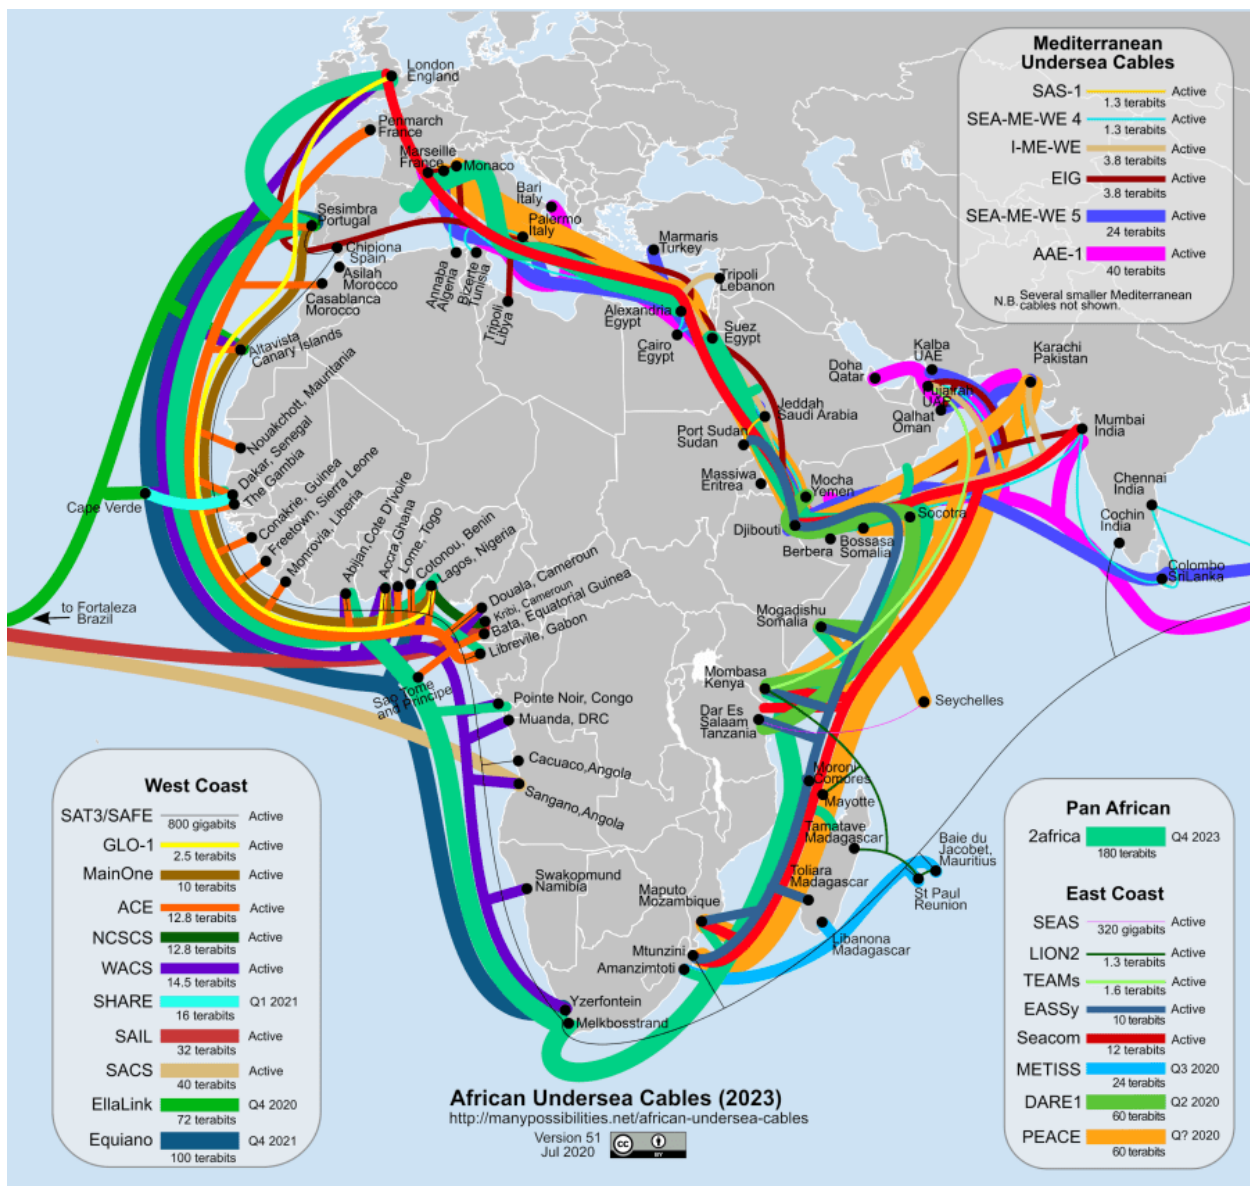 London
England
Penmarch
France
Marseille
France
Monaco
Bari
Italy
Palermo
Italy
Marmaris
Turkey
Tripoli
Lebanon
Sesimbra
Portugal
Chipiona
Spain
Asilah
Morocco
Casablanca
Morocco
Annaba
Algeria
Bizerte
Tunisia
Tripoli
Libya
Alexandria
Egypt
Cairo
Egypt
Suez
Egypt
Altavista
Canary Islands
Nouakchott, Mauritania
Dakar, Senegal
The Gambia
Cape Verde
Conakrie, Guinea
Freetown, Sierra Leone
Monrovia, Liberia
Abijan,Cote D'Ivoire
Accra, Ghana
Lome, Togo
Cotonou, Benin
Lagos, Nigeria
Douala, Cameroun
Kribi, Cameroun
Bata, Equatorial Guinea
Libreville, Gabon
Sao Tome
and Principe
to Fortaleza
Brazil
Pointe Noir, Congo
Muanda, DRC
Cacuaco,Angola
Sangano,Angola
Swakopmund
Namibia
Yzerfontein
Melkbosstrand
Doha
Qatar
Kalba
UAE
Fujairah
UAE
Qalhat
Oman
Karachi
Pakistan
Mumbai
India
Chennai
India
Cochin
India
Colombo
SriLanka
Jeddah
Saudi Arabia
Port Sudan
Sudan
Massiwa
Eritrea
Mocha
Yemen
Djibouti
Berbera
Bossasa
Somalia
Socotra
Mogadishu
Somalia
Mombasa
Kenya
Dar Es
Salaam
Tanzania
Seychelles
Moroni
Comores
Mayotte
Tamatave
Madagascar
Baie du
Jacobet,
Mauritius
St Paul
Reunion
Toliara
Madagascar
Libanona
Madagascar
Maputo
Mozambique
Mtunzini
Amanzimtoti
Mediterranean
Undersea Cables
SAS-1 Active
1.3 terabits
SEA-ME-WE 4 Active
1.3 terabits
I-ME-WE Active
3.8 terabits
EIG Active
3.8 terabits
SEA-ME-WE 5 Active
24 terabits
AAE-1 Active
40 terabits
N.B. Several smaller Mediterranean
cables not shown.
West Coast
SAT3/SAFE Active
800 gigabits
GLO-1 Active
2.5 terabits
MainOne Active
10 terabits
ACE Active
12.8 terabits
NCSCS Active
12.8 terabits
WACS Active
14.5 terabits
SHARE Q1 2021
16 terabits
SAIL Active
32 terabits
SACS Active
40 terabits
EllaLink Q4 2020
72 terabits
Equiano Q4 2021
100 terabits
Pan African
2africa Q4 2023
180 terabits
East Coast
SEAS Active
320 gigabits
LION2 Active
1.3 terabits
TEAMs Active
1.6 terabits
EASSy Active
10 terabits
Seacom Active
12 terabits
METISS Q3 2020
24 terabits
DARE1 Q2 2020
60 terabits
PEACE Q? 2020
60 terabits
African Undersea Cables (2023)
http://manypossibilities.net/african-undersea-cables
Version 51
Jul 2020
cc
BY